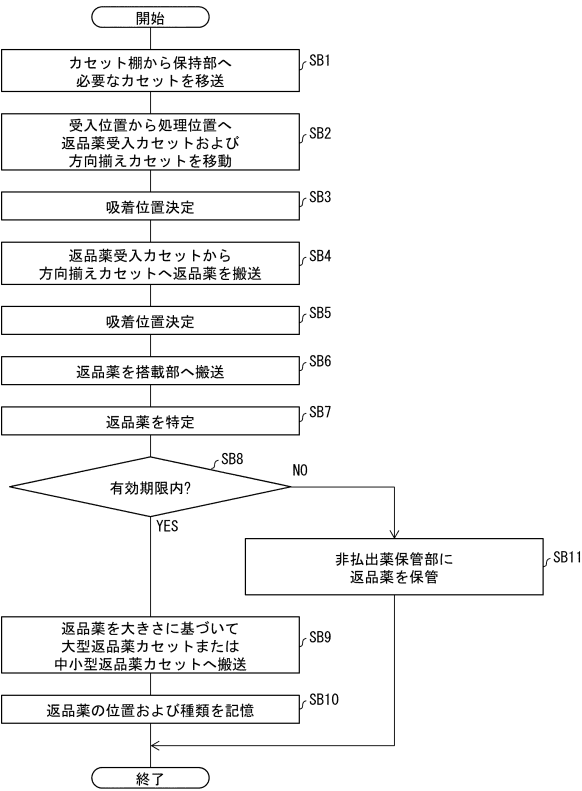 開始
カセット棚から保持部へ
必要なカセットを移送
SB1
受入位置から処理位置へ
返品薬受入カセットおよび
方向揃えカセットを移動
SB2
吸着位置決定
SB3
返品薬受入カセットから
方向揃えカセットへ返品薬を搬送
SB4
吸着位置決定
SB5
返品薬を搭載部へ搬送
SB6
返品薬を特定
SB7
有効期限内?
SB8
NO
YES
非払出薬保管部に
返品薬を保管
SB11
返品薬を大きさに基づいて
大型返品薬カセットまたは
中小型返品薬カセットへ搬送
SB9
返品薬の位置および種類を記憶
SB10
終了